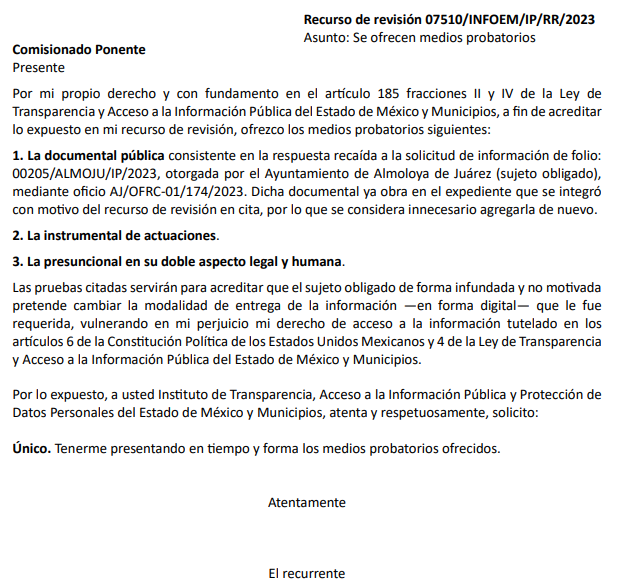 Recurso de revisión 07510/INFOEM/IP/RR/2023
Asunto: Se ofrecen medios probatorios
Comisionado Ponente
Presente
Por mi propio derecho y con fundamento en el artículo 185 fracciones II y IV de la Ley de
Transparencia y Acceso a la Información Pública del Estado de México y Municipios, a fin de acreditar
lo expuesto en mi recurso de revisión, ofrezco los medios probatorios siguientes:
1. La documental pública consistente en la respuesta recaída a la solicitud de información de folio:
00205/ALMOJU/IP/2023, otorgada por el Ayuntamiento de Almoloya de Juárez (sujeto obligado),
mediante oficio AJ/OFRC-01/174/2023. Dicha documental ya obra en el expediente que se integró
con motivo del recurso de revisión en cita, por lo que se considera innecesario agregarla de nuevo.
2. La instrumental de actuaciones.
3. La presuncional en su doble aspecto legal y humana.
Las pruebas citadas servirán para acreditar que el sujeto obligado de forma infundada y no motivada
pretende cambiar la modalidad de entrega de la información —en forma digital— que le fue
requerida, vulnerando en mi perjuicio mi derecho de acceso a la información tutelado en los
artículos 6 de la Constitución Política de los Estados Unidos Mexicanos y 4 de la Ley de Transparencia
y Acceso a la Información Pública del Estado de México y Municipios.
Por lo expuesto, a usted Instituto de Transparencia, Acceso a la Información Pública y Protección de
Datos Personales del Estado de México y Municipios, atenta y respetuosamente, solicito:
Único. Tenerme presentando en tiempo y forma los medios probatorios ofrecidos.
Atentamente
El recurrente